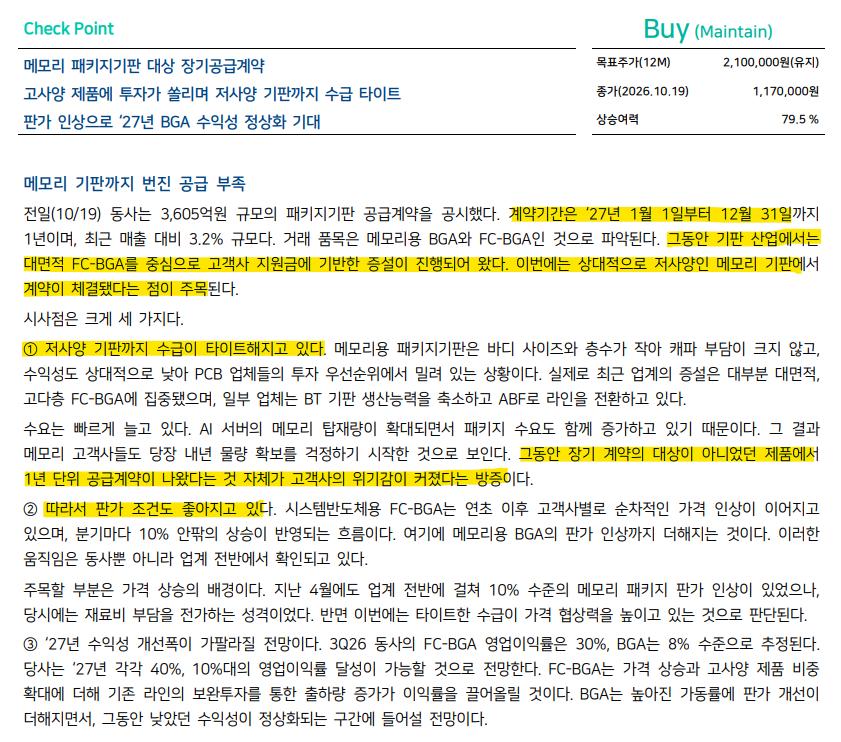 Check Point
메모리 패키지기판 대상 장기공급계약
고사양 제품에 투자가 쏠리며 저사양 기판까지 수급 타이트
판가 인상으로 ‘27년 BGA 수익성 정상화 기대
Buy (Maintain)
목표주가(12M) 2,100,000원(유지)
종가(2026.10.19) 1,170,000원
상승여력 79.5 %
메모리 기판까지 번진 공급 부족
전일(10/19) 동사는 3,605억원 규모의 패키지기판 공급계약을 공시했다. 계약기간은 ‘27년 1월 1일부터 12월 31일까지
1년이며, 최근 매출 대비 3.2% 규모다. 거래 품목은 메모리용 BGA와 FC-BGA인 것으로 파악된다. 그동안 기판 산업에서는
대면적 FC-BGA를 중심으로 고객사 지원금에 기반한 증설이 진행되어 왔다. 이번에는 상대적으로 저사양인 메모리 기판에서
계약이 체결됐다는 점이 주목된다.
시사점은 크게 세 가지다.
① 저사양 기판까지 수급이 타이트해지고 있다. 메모리용 패키지기판은 바디 사이즈와 층수가 작아 캐파 부담이 크지 않고,
수익성도 상대적으로 낮아 PCB 업체들의 투자 우선순위에서 밀려 있는 상황이다. 실제로 최근 업계의 증설은 대부분 대면적,
고다층 FC-BGA에 집중됐으며, 일부 업체는 BT 기판 생산능력을 축소하고 ABF로 라인을 전환하고 있다.
수요는 빠르게 늘고 있다. AI 서버의 메모리 탑재량이 확대되면서 패키지 수요도 함께 증가하고 있기 때문이다. 그 결과
메모리 고객사들도 당장 내년 물량 확보를 걱정하기 시작한 것으로 보인다. 그동안 장기 계약의 대상이 아니었던 제품에서
1년 단위 공급계약이 나왔다는 것 자체가 고객사의 위기감이 커졌다는 방증이다.
② 따라서 판가 조건도 좋아지고 있다. 시스템반도체용 FC-BGA는 연초 이후 고객사별로 순차적인 가격 인상이 이어지고
있으며, 분기마다 10% 안팎의 상승이 반영되는 흐름이다. 여기에 메모리용 BGA의 판가 인상까지 더해지는 것이다. 이러한
움직임은 동사뿐 아니라 업계 전반에서 확인되고 있다.
주목할 부분은 가격 상승의 배경이다. 지난 4월에도 업계 전반에 걸쳐 10% 수준의 메모리 패키지 판가 인상이 있었으나,
당시에는 재료비 부담을 전가하는 성격이었다. 반면 이번에는 타이트한 수급이 가격 협상력을 높이고 있는 것으로 판단된다.
③ ‘27년 수익성 개선폭이 가팔라질 전망이다. 3Q26 동사의 FC-BGA 영업이익률은 30%, BGA는 8% 수준으로 추정된다.
당사는 ‘27년 각각 40%, 10%대의 영업이익률 달성이 가능할 것으로 전망한다. FC-BGA는 가격 상승과 고사양 제품 비중
확대에 더해 기존 라인의 보완투자를 통한 출하량 증가가 이익률을 끌어올릴 것이다. BGA는 높아진 가동률에 판가 개선이
더해지면서, 그동안 낮았던 수익성이 정상화되는 구간에 들어설 전망이다.